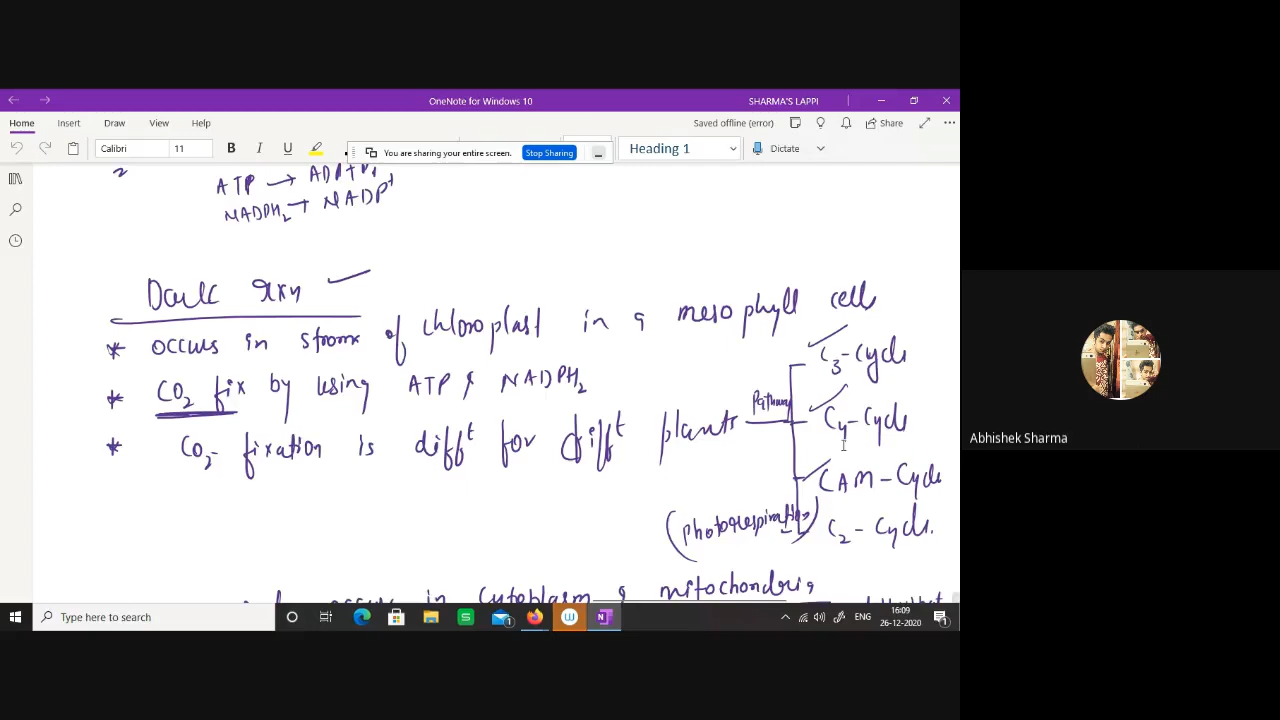 OneNote for Windows 10
SHARMA'S LAPPI
Home Insert Draw View Help
Saved offline (error)
Share
Calibri 11 B I U
You are sharing your entire screen. Stop Sharing
Heading 1
Dictate
2
ATP → ADP+Pi
NADPH2 → NADP+
Dark rxn
* occurs in stroma of chloroplast in a mesophyll cell
* CO2 fix by using ATP & NADPH2
* CO2- fixation is difft for difft plants
Pathway
C3-Cycle
C4-Cycle
CAM-Cycle
(photorespiration) C2-Cycle.
occurs in cytoplasm & mitochondria
Abhishek Sharma
Type here to search
ENG
16:09
26-12-2020